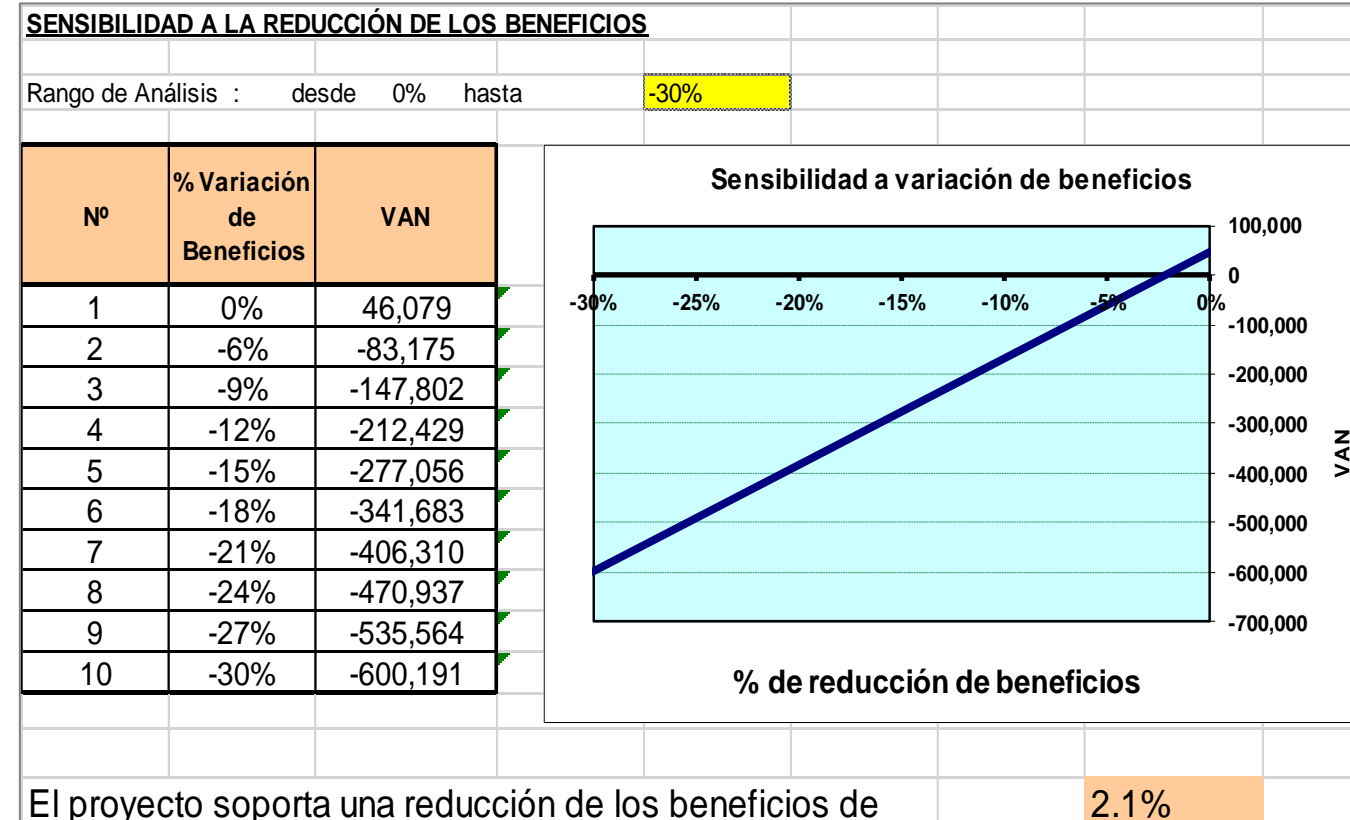 SENSIBILIDAD A LA REDUCCIÓN DE LOS BENEFICIOS
Rango de Análisis : desde 0% hasta -30%
Nº % Variación de Beneficios VAN
1 0% 46,079
2 -6% -83,175
3 -9% -147,802
4 -12% -212,429
5 -15% -277,056
6 -18% -341,683
7 -21% -406,310
8 -24% -470,937
9 -27% -535,564
10 -30% -600,191
Sensibilidad a variación de beneficios
100,000
0
-30% -25% -20% -15% -10% -5% 0%
-100,000
-200,000
-300,000
-400,000
-500,000
-600,000
-700,000
VAN
% de reducción de beneficios
El proyecto soporta una reducción de los beneficios de 2.1%